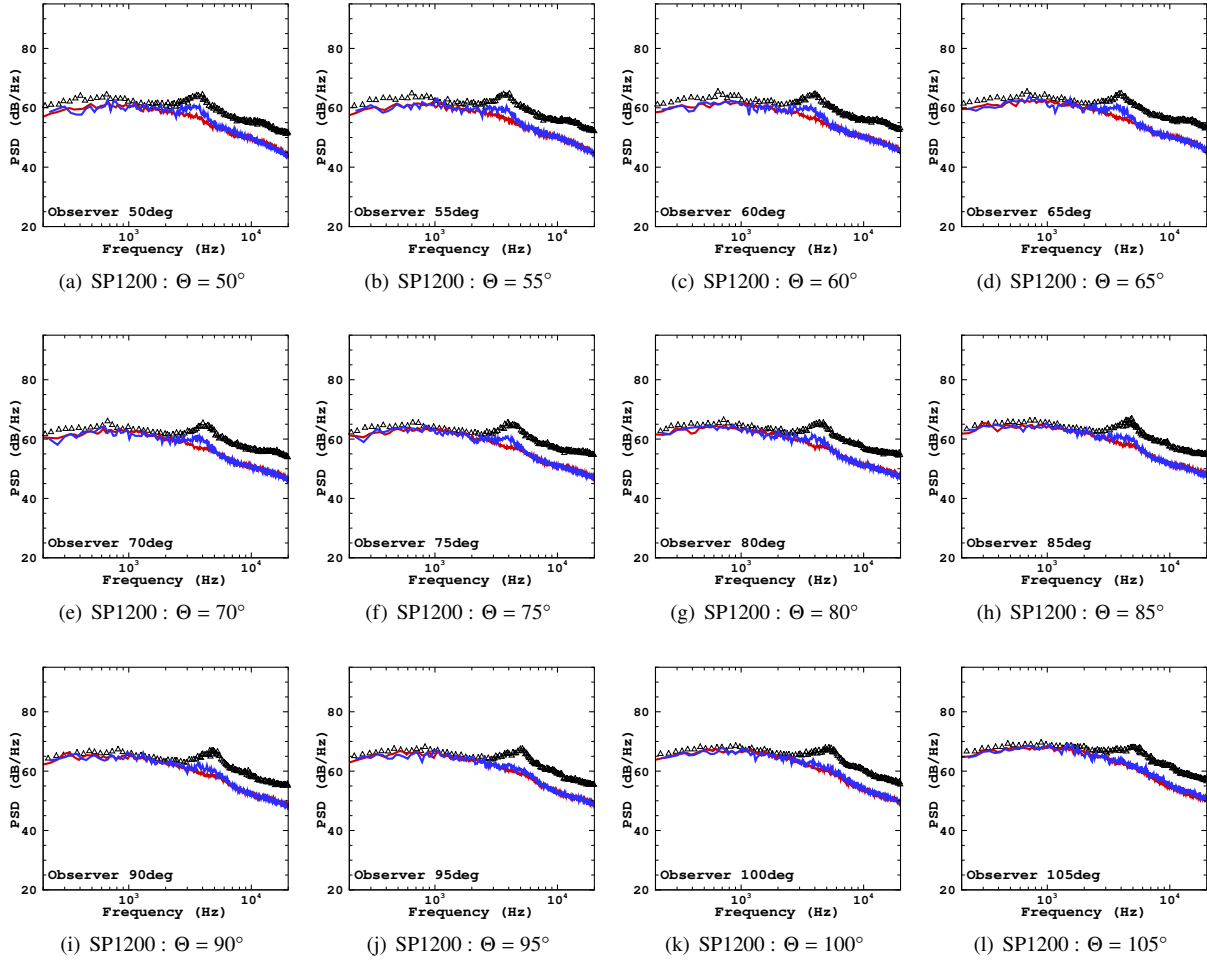 80
60
40
20
PSD (dB/Hz)
Observer 50deg
10³ 10⁴
Frequency (Hz)
(a) SP1200 : Θ = 50°
80
60
40
20
PSD (dB/Hz)
Observer 55deg
10³ 10⁴
Frequency (Hz)
(b) SP1200 : Θ = 55°
80
60
40
20
PSD (dB/Hz)
Observer 60deg
10³ 10⁴
Frequency (Hz)
(c) SP1200 : Θ = 60°
80
60
40
20
PSD (dB/Hz)
Observer 65deg
10³ 10⁴
Frequency (Hz)
(d) SP1200 : Θ = 65°
80
60
40
20
PSD (dB/Hz)
Observer 70deg
10³ 10⁴
Frequency (Hz)
(e) SP1200 : Θ = 70°
80
60
40
20
PSD (dB/Hz)
Observer 75deg
10³ 10⁴
Frequency (Hz)
(f) SP1200 : Θ = 75°
80
60
40
20
PSD (dB/Hz)
Observer 80deg
10³ 10⁴
Frequency (Hz)
(g) SP1200 : Θ = 80°
80
60
40
20
PSD (dB/Hz)
Observer 85deg
10³ 10⁴
Frequency (Hz)
(h) SP1200 : Θ = 85°
80
60
40
20
PSD (dB/Hz)
Observer 90deg
10³ 10⁴
Frequency (Hz)
(i) SP1200 : Θ = 90°
80
60
40
20
PSD (dB/Hz)
Observer 95deg
10³ 10⁴
Frequency (Hz)
(j) SP1200 : Θ = 95°
80
60
40
20
PSD (dB/Hz)
Observer 100deg
10³ 10⁴
Frequency (Hz)
(k) SP1200 : Θ = 100°
80
60
40
20
PSD (dB/Hz)
Observer 105deg
10³ 10⁴
Frequency (Hz)
(l) SP1200 : Θ = 105°